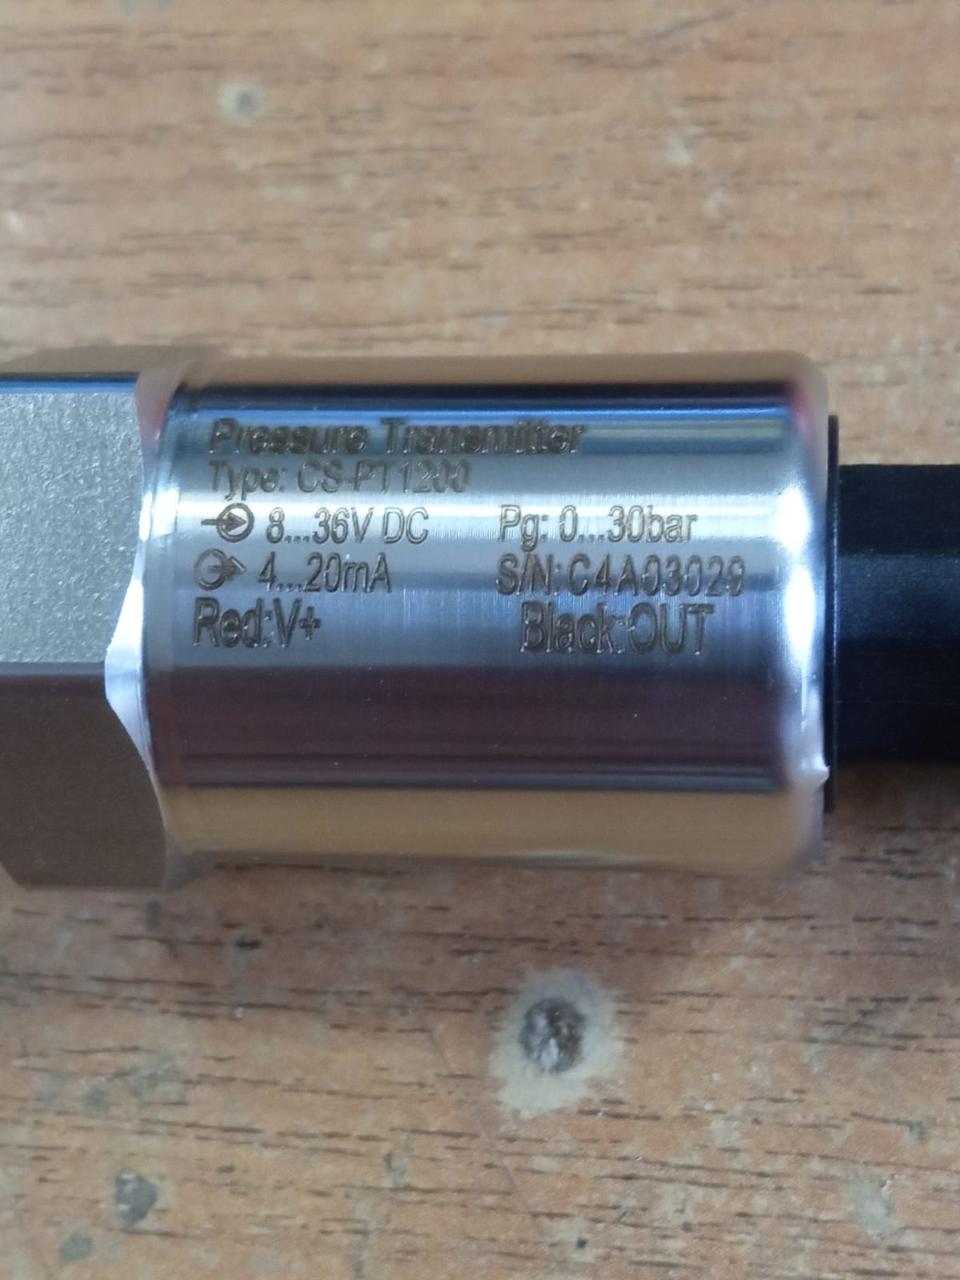 Pressure Transmitter
Type: CS-PT1200
8...36V DC Pg: 0...30bar
4...20mA S/N:C4A03029
Red:V+ Black:OUT